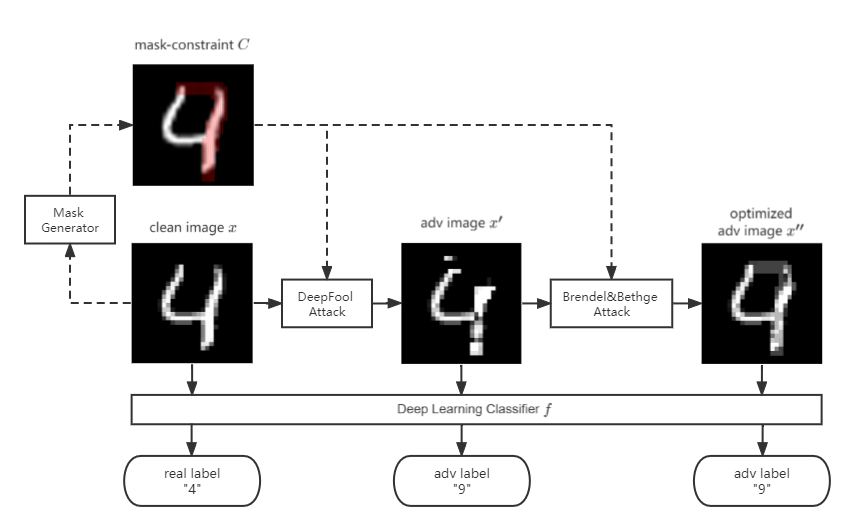 mask-constraint C
Mask
Generator
clean image x
adv image x′
optimized
adv image x″
DeepFool
Attack
Brendel&Bethge
Attack
Deep Learning Classifier f
real label
"4"
adv label
"9"
adv label
"9"